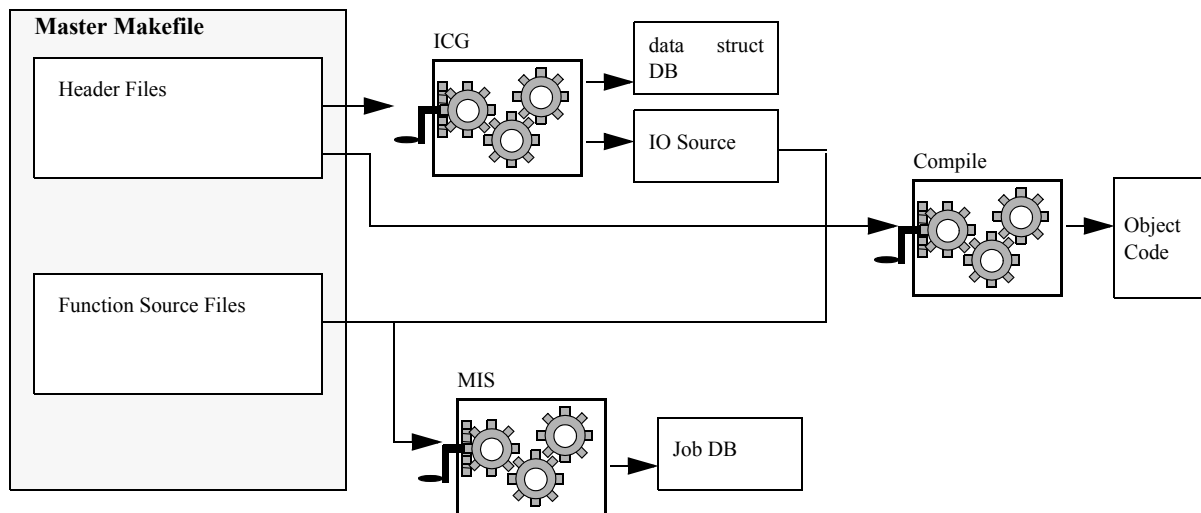 Master Makefile
Header Files
ICG
data struct
DB
IO Source
Compile
Object
Code
Function Source Files
MIS
Job DB